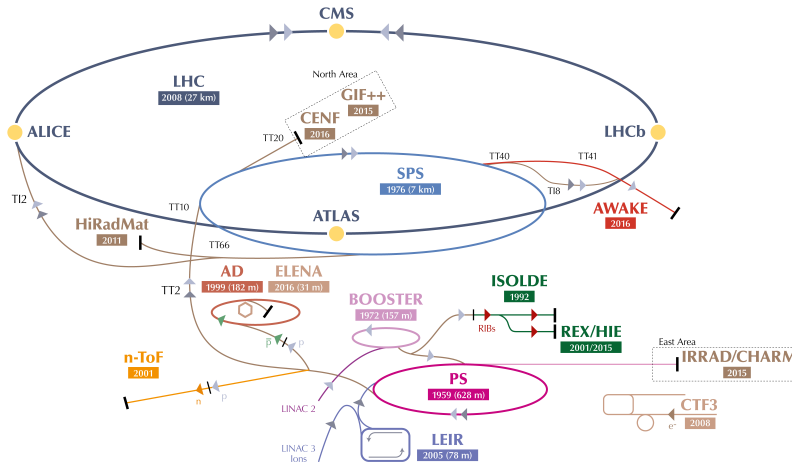 CMS
LHC
2008 (27 km)
North Area
GIF++
2015
CENF
2016
TT20
ALICE
LHCb
TT40
TT41
SPS
1976 (7 km)
TI8
TI2
TT10
AWAKE
2016
HiRadMat
2011
ATLAS
TT66
AD
1999 (182 m)
ELENA
2016 (31 m)
TT2
ISOLDE
1992
BOOSTER
1972 (157 m)
RIBs
REX/HIE
2001/2015
p̅
p
n-ToF
2001
East Area
IRRAD/CHARM
2015
PS
1959 (628 m)
n
p
LINAC 2
CTF3
2008
e-
LEIR
2005 (78 m)
LINAC 3
Ions